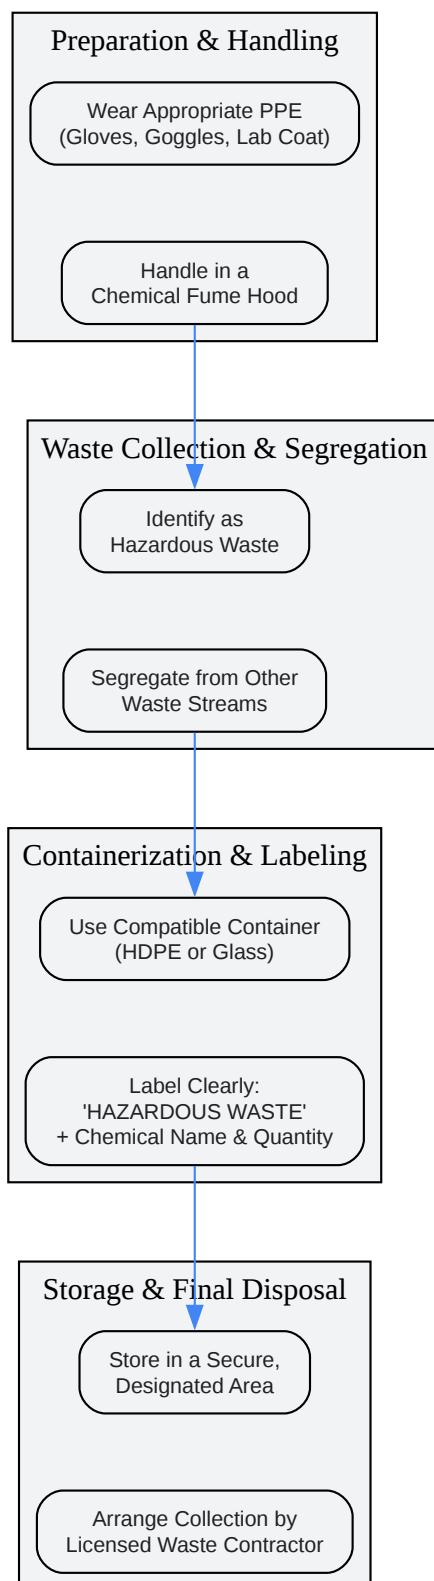 Preparation & Handling
Wear Appropriate PPE
(Gloves, Goggles, Lab Coat)
Handle in a
Chemical Fume Hood
Waste Collection & Segregation
Identify as
Hazardous Waste
Segregate from Other
Waste Streams
Containerization & Labeling
Use Compatible Container
(HDPE or Glass)
Label Clearly:
'HAZARDOUS WASTE'
+ Chemical Name & Quantity
Storage & Final Disposal
Store in a Secure,
Designated Area
Arrange Collection by
Licensed Waste Contractor